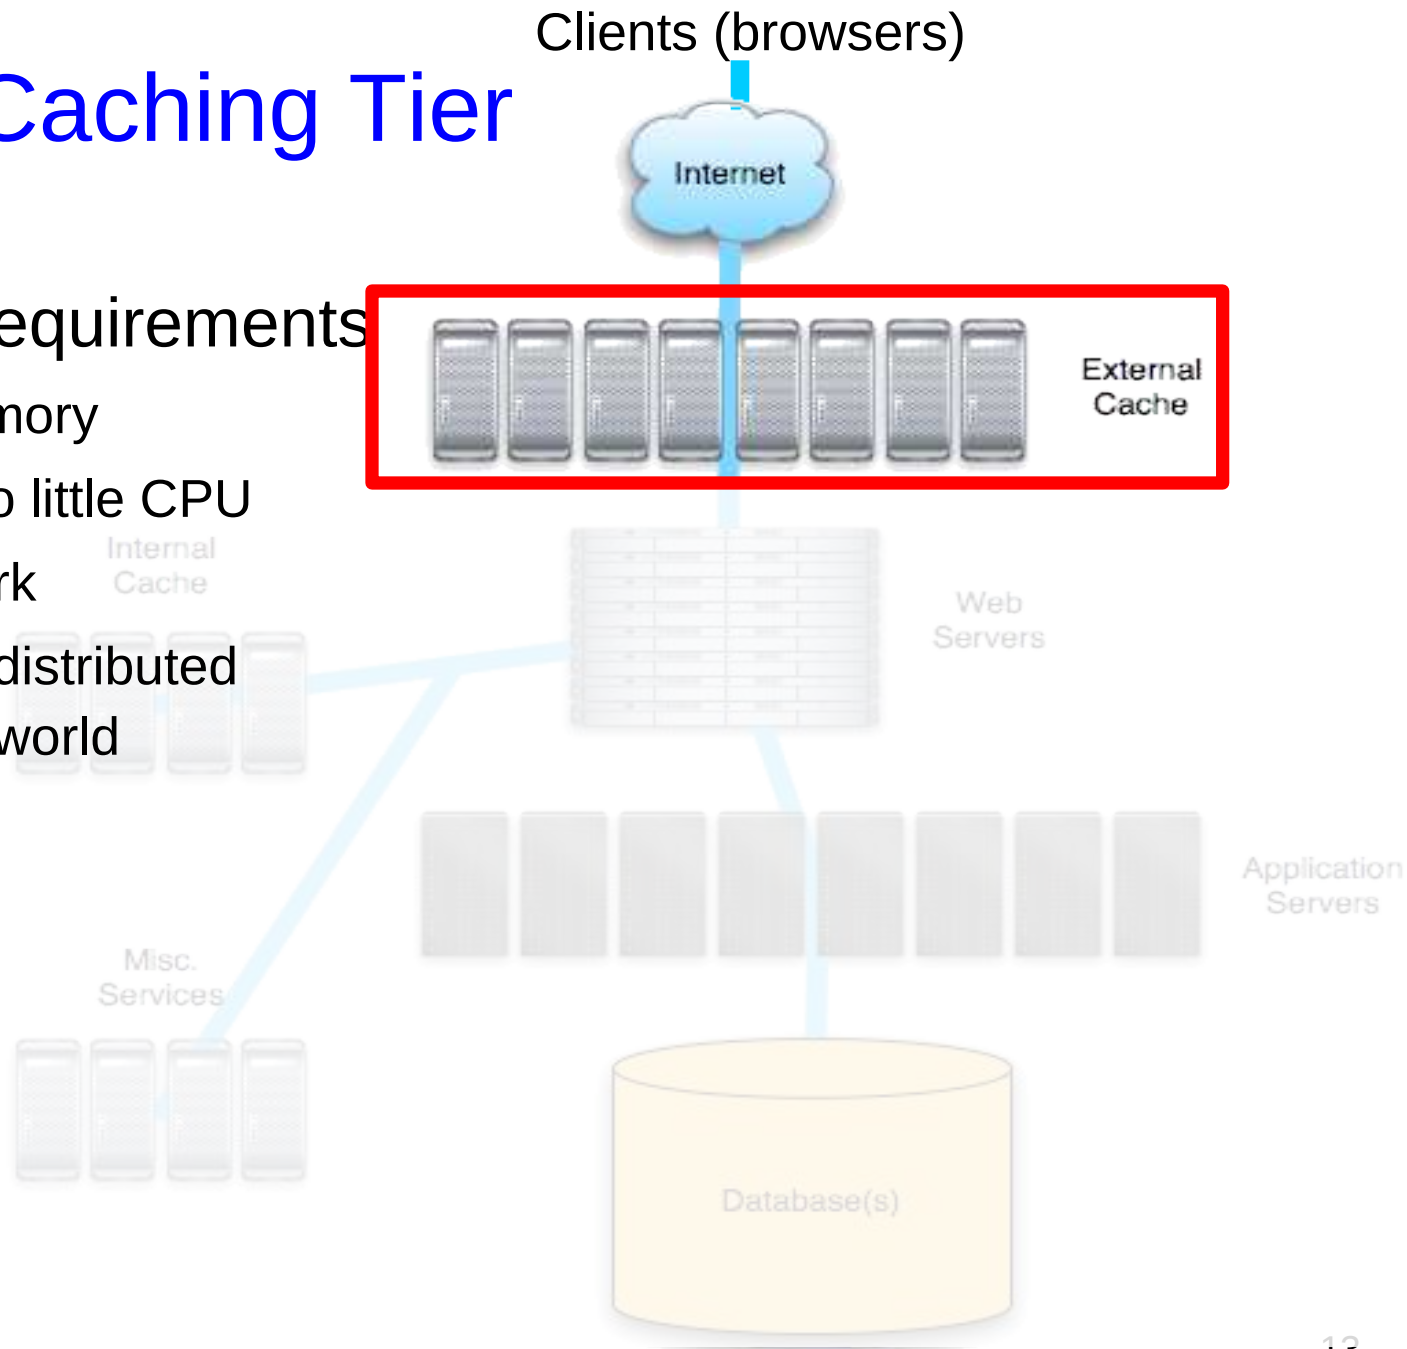 Clients (browsers)
Caching Tier
Internet
equirements
External
Cache
mory
o little CPU
Internal
Cache
rk
distributed
world
Web
Servers
Application
Servers
Misc.
Services
Database(s)